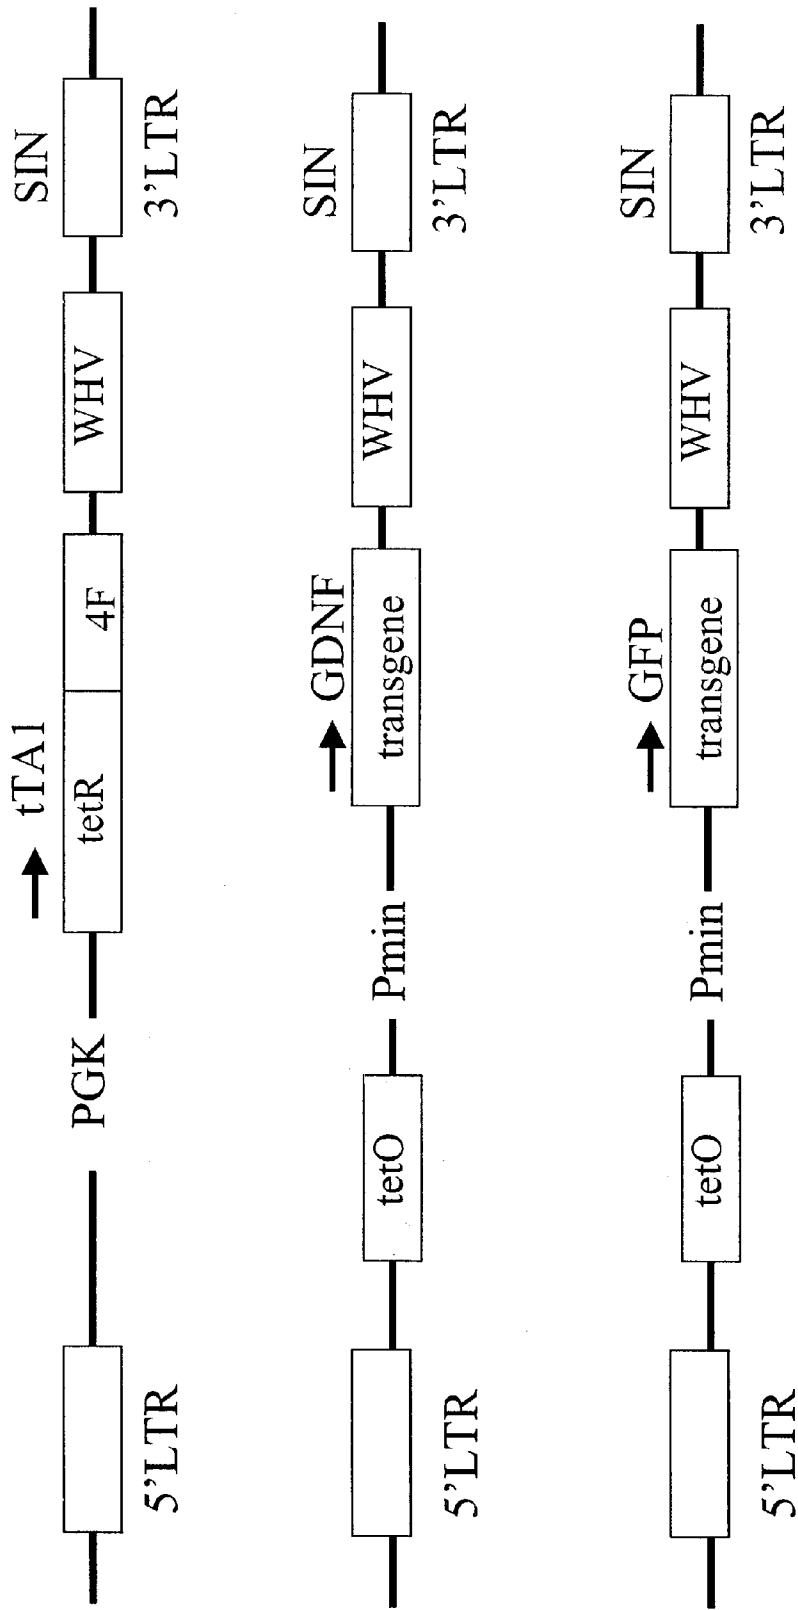 tTA1
SIN
PGK
tetR
4F
WHV
5'LTR
3'LTR
GDNF
SIN
tetO
Pmin
transgene
WHV
5'LTR
3'LTR
GFP
SIN
tetO
Pmin
transgene
WHV
5'LTR
3'LTR